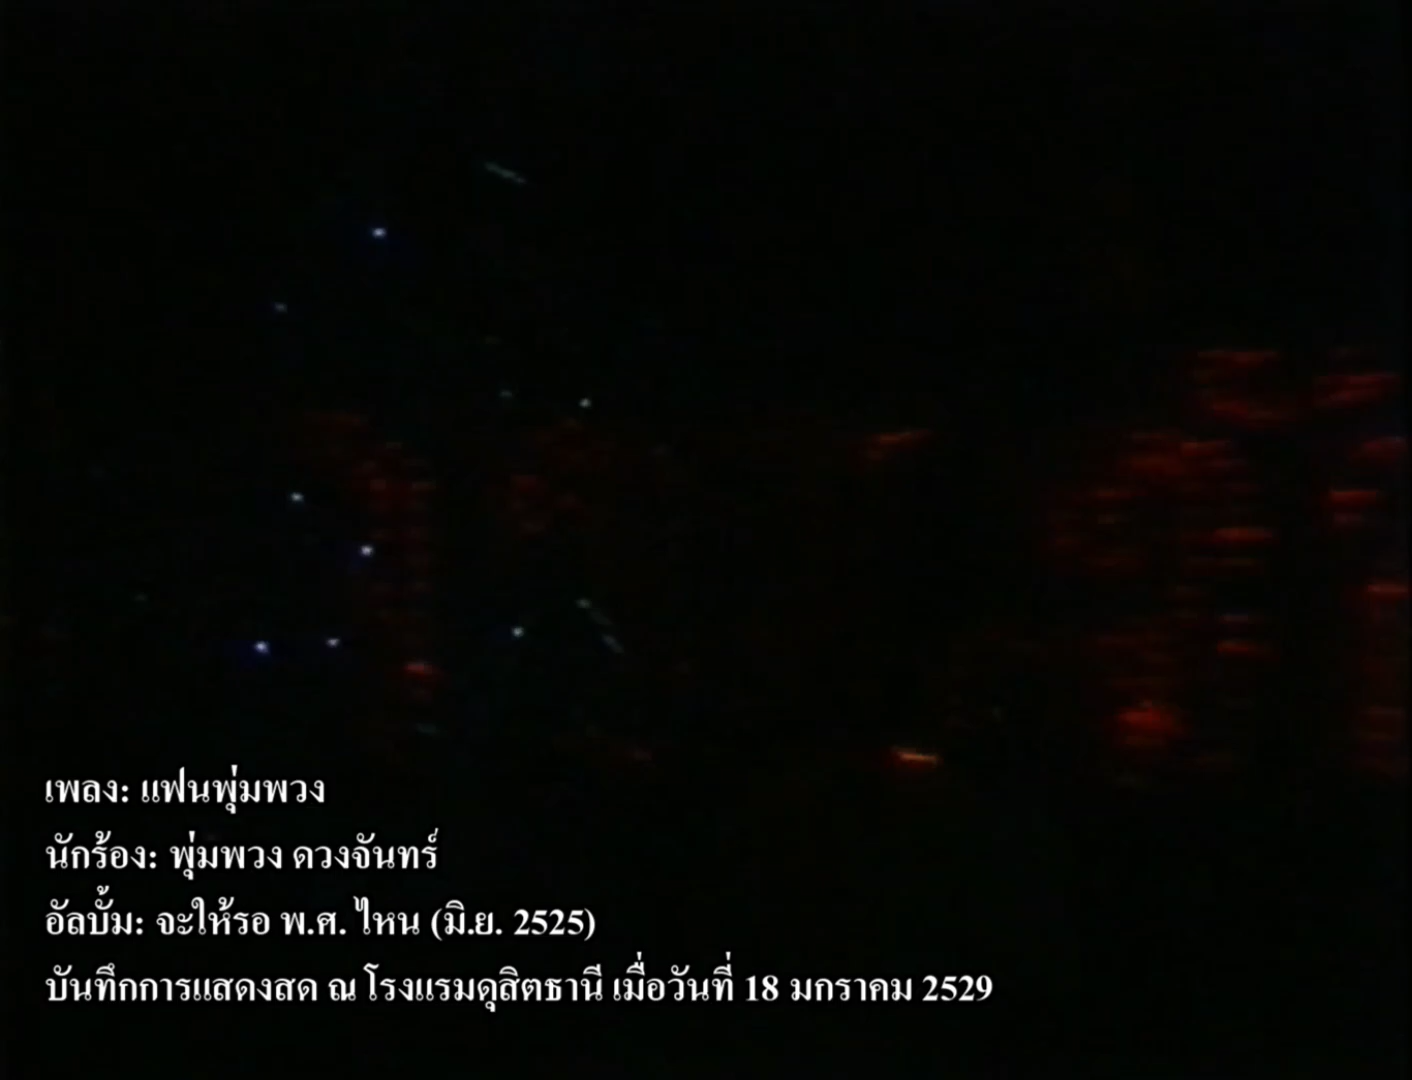 เพลง: แฟนพุ่มพวง
นักร้อง: พุ่มพวง ดวงจันทร์
อัลบั้ม: จะให้รอ พ.ศ. ไหน (มิ.ย. 2525)
บันทึกการแสดงสด ณ โรงแรมดุสิตธานี เมื่อวันที่ 18 มกราคม 2529